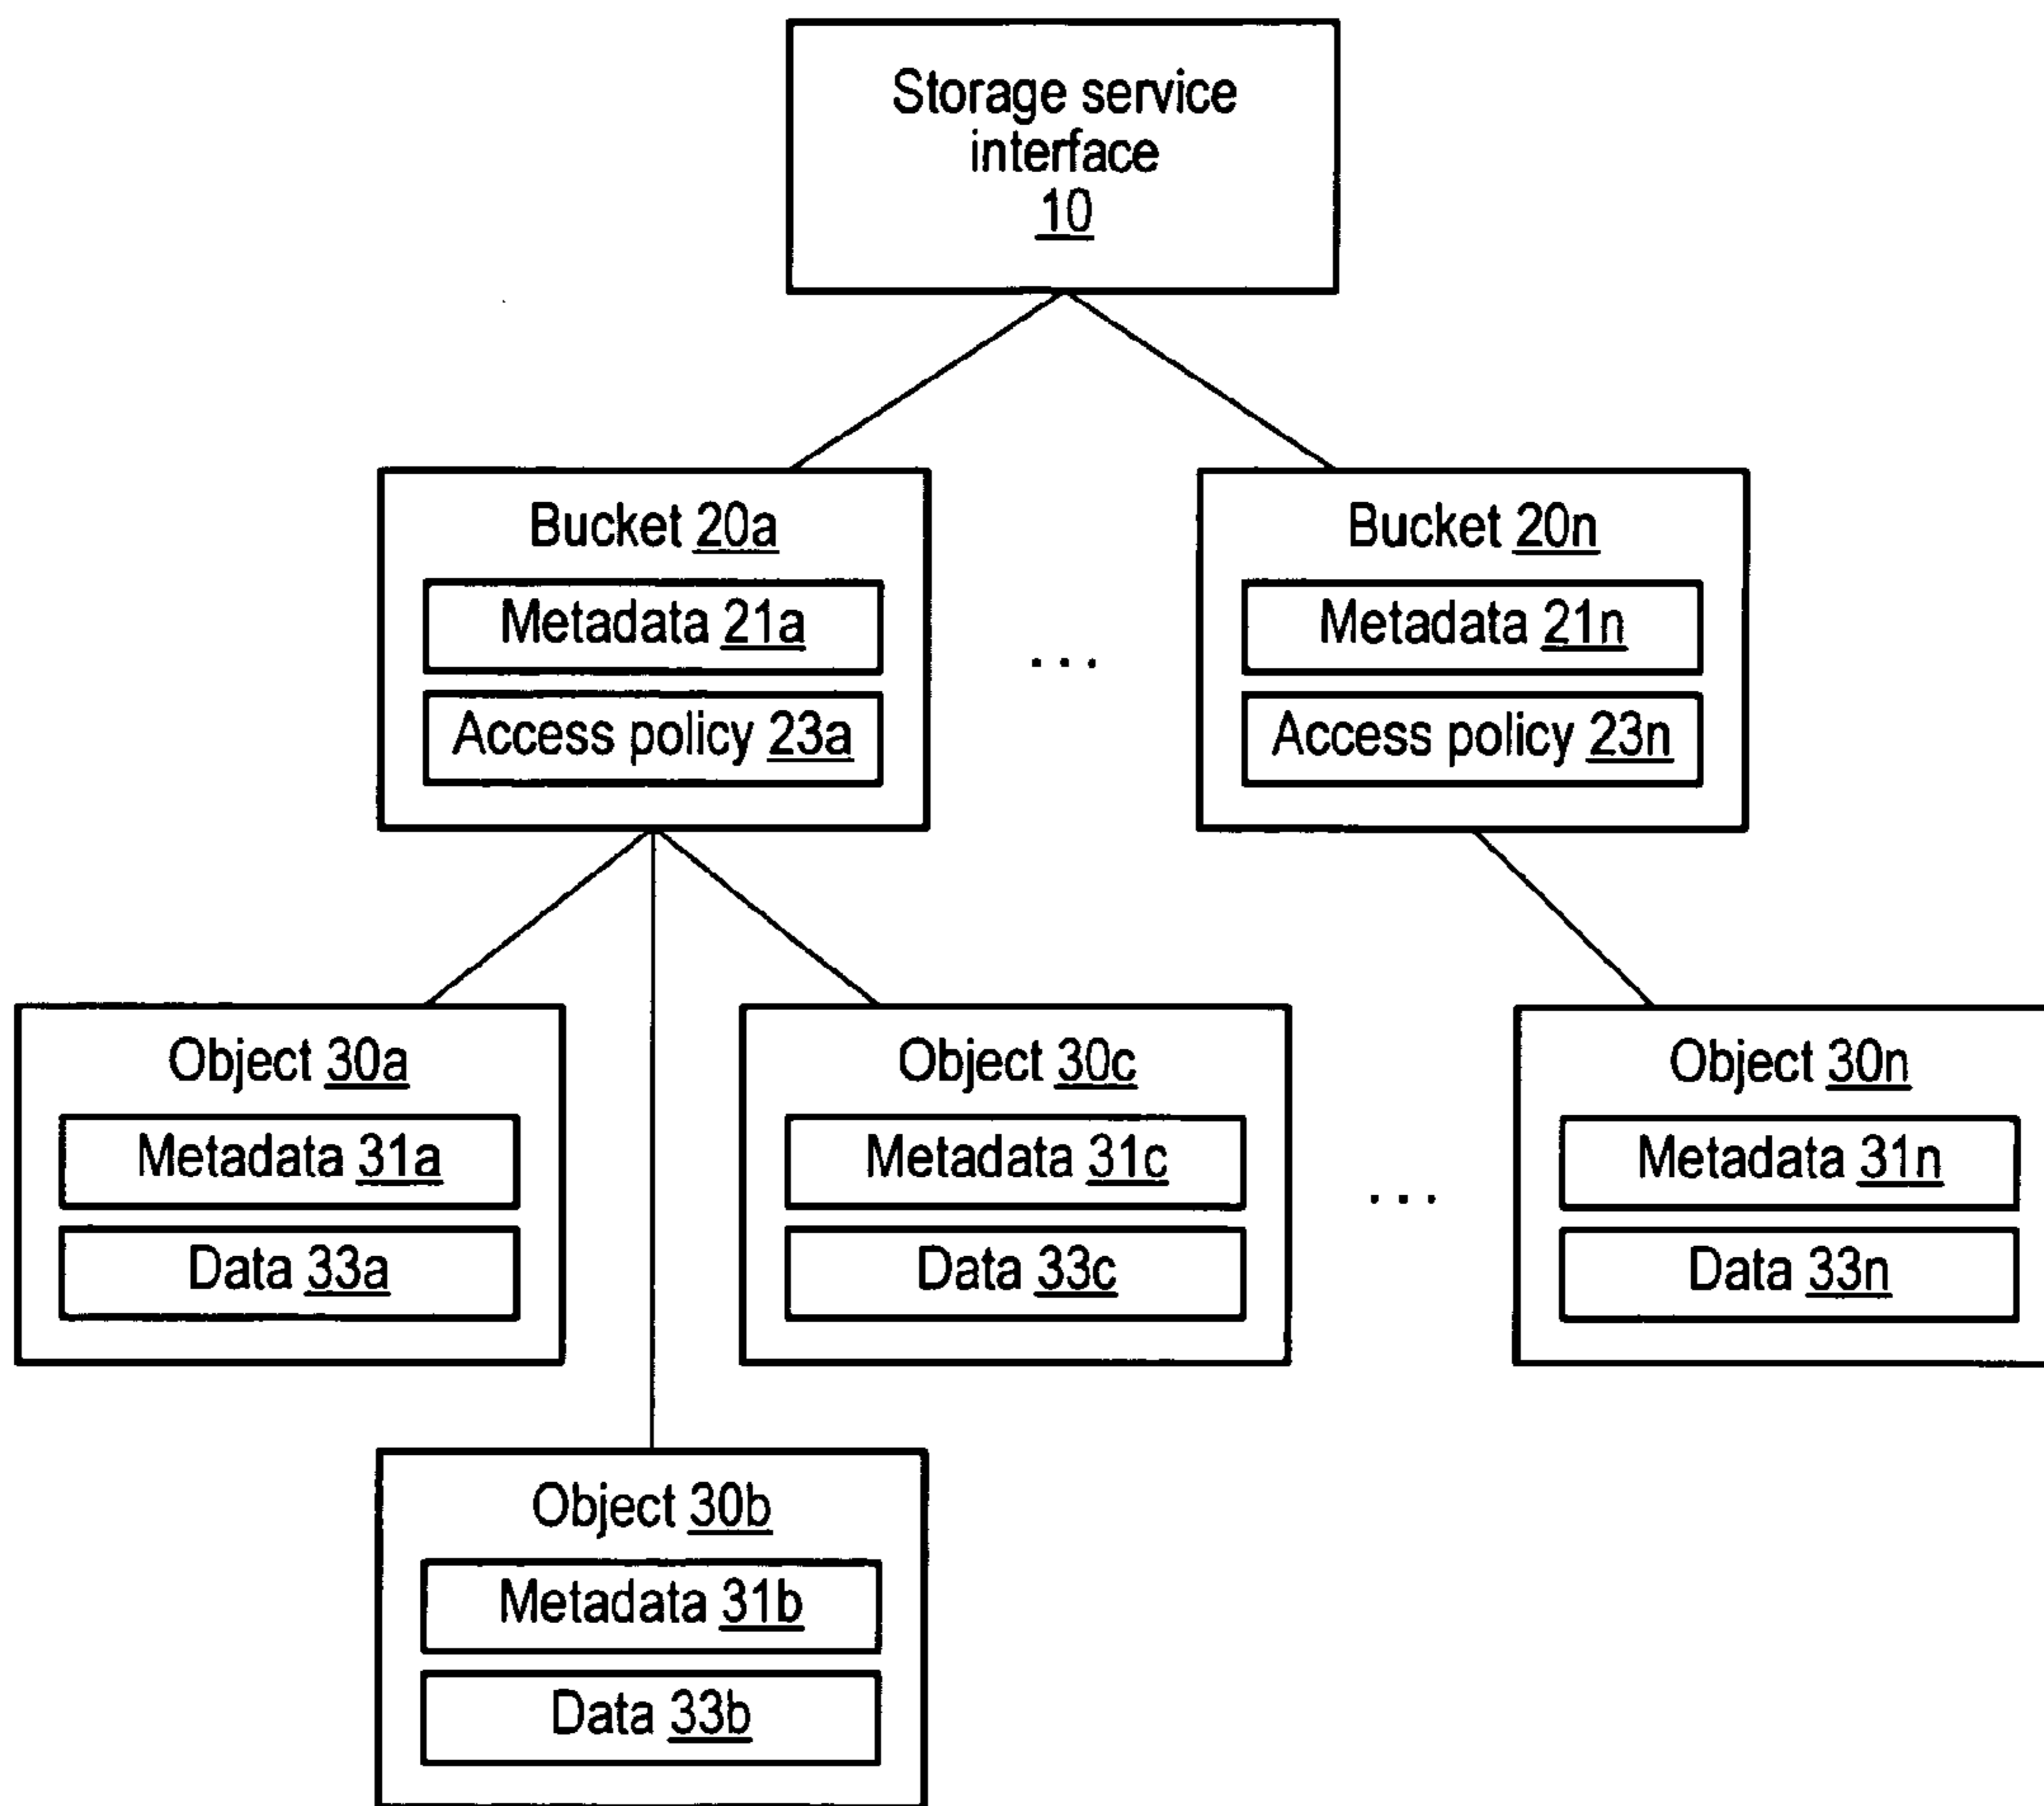 Storage service
interface
10
Bucket 20a
Metadata 21a
Access policy 23a
...
Bucket 20n
Metadata 21n
Access policy 23n
Object 30a
Metadata 31a
Data 33a
Object 30c
Metadata 31c
Data 33c
...
Object 30n
Metadata 31n
Data 33n
Object 30b
Metadata 31b
Data 33b